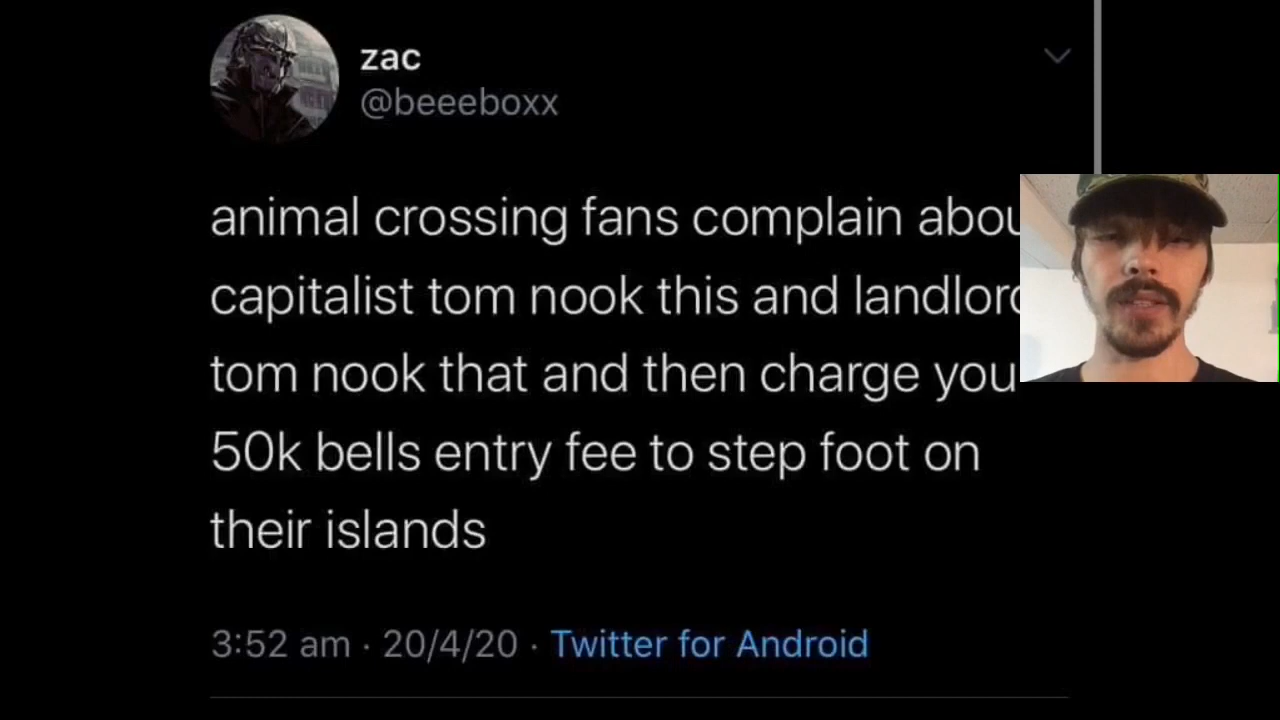 zac
@beeeboxx
animal crossing fans complain abou
capitalist tom nook this and landlor
tom nook that and then charge you
50k bells entry fee to step foot on
their islands
3:52 am · 20/4/20 · Twitter for Android